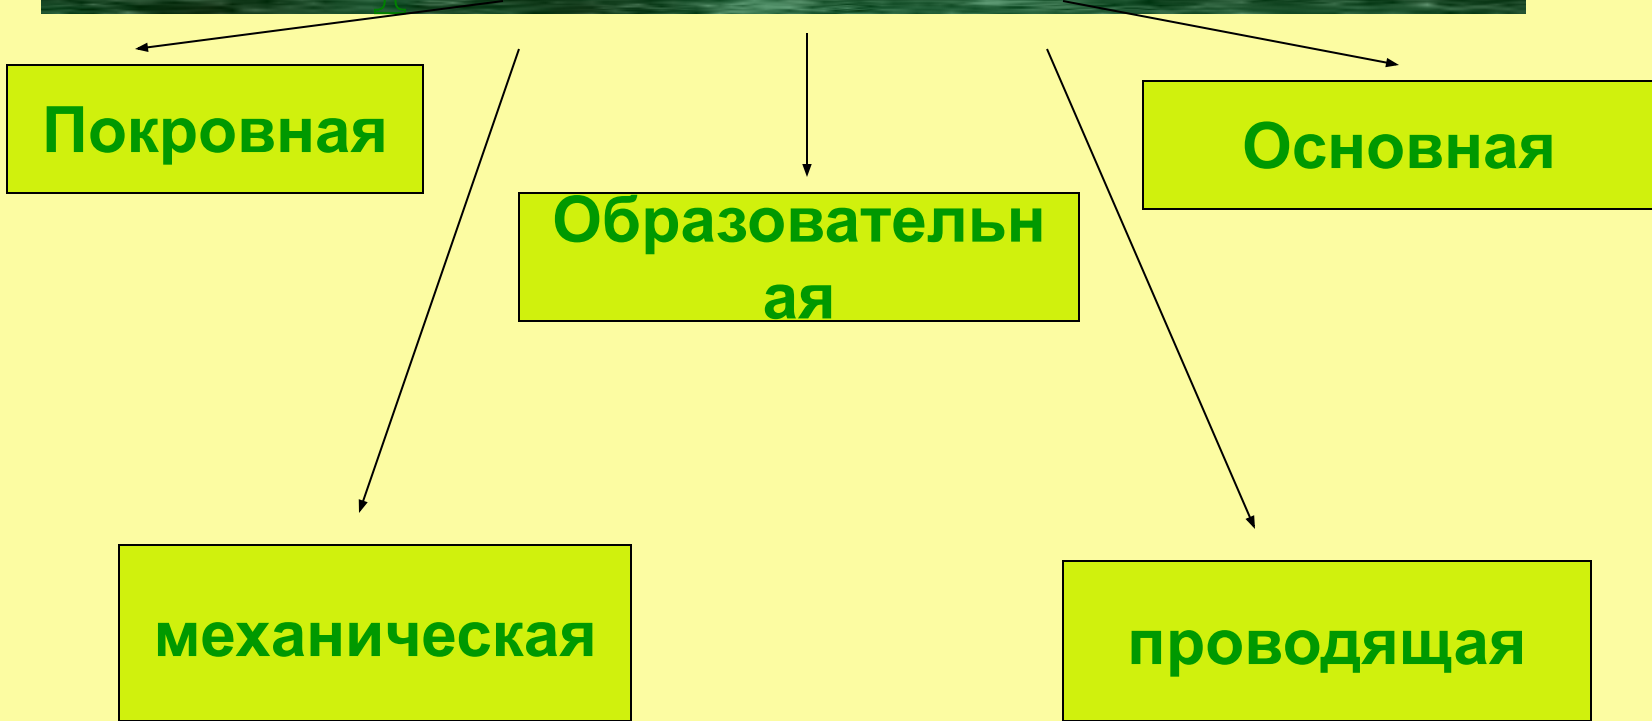 Покровная
Основная
Образовательн
ая
механическая
проводящая